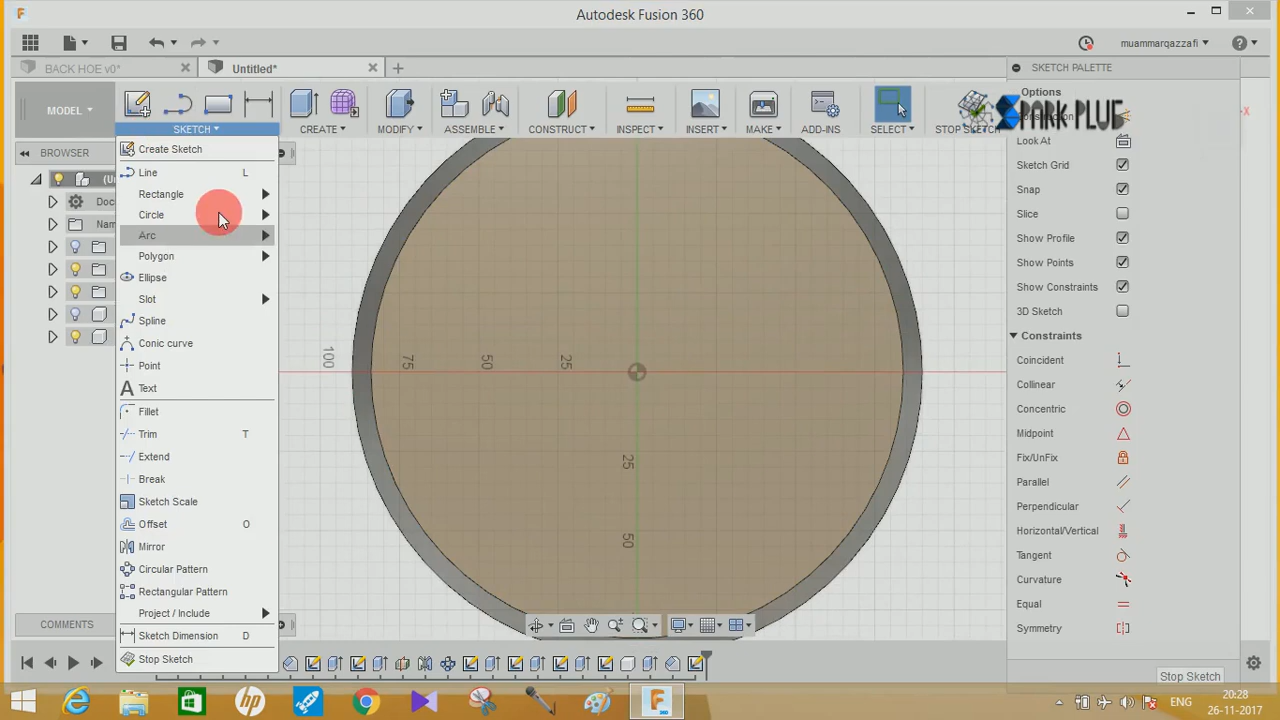 Autodesk Fusion 360
muammarqazzafi
BACK HOE v0*
Untitled*
MODEL
SKETCH
CREATE
MODIFY
ASSEMBLE
CONSTRUCT
INSPECT
INSERT
MAKE
ADD-INS
SELECT
STOP SKETCH
SPARK PLUG
BROWSER
(Un
Doc
Nam
Create Sketch
Line L
Rectangle
Circle
Arc
Polygon
Ellipse
Slot
Spline
Conic curve
Point
Text
Fillet
Trim T
Extend
Break
Sketch Scale
Offset O
Mirror
Circular Pattern
Rectangular Pattern
Project / Include
Sketch Dimension D
Stop Sketch
COMMENTS
100
75
50
25
25
50
SKETCH PALETTE
Options
Look At
Sketch Grid
Snap
Slice
Show Profile
Show Points
Show Constraints
3D Sketch
Constraints
Coincident
Collinear
Concentric
Midpoint
Fix/UnFix
Parallel
Perpendicular
Horizontal/Vertical
Tangent
Curvature
Equal
Symmetry
Stop Sketch
ENG
20:28
26-11-2017